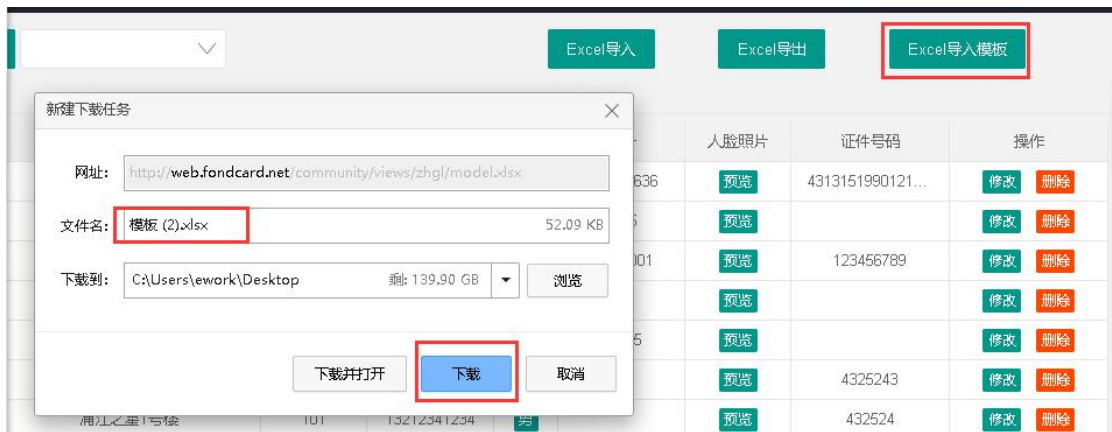 Excel导入 Excel导出 Excel导入模板
新建下载任务
人脸照片 证件号码 操作
网址: http://web.fondcard.net/community/views/zhgl/model.xlsx
636 预览 4313151990121... 修改 删除
文件名: 模板 (2).xlsx 52.09 KB
预览 修改 删除
001 预览 123456789 修改 删除
下载到: C:\Users\ework\Desktop 剩: 139.90 GB 浏览
预览 修改 删除
5 预览 修改 删除
下载并打开 下载 取消
预览 4325243 修改 删除
浦江之星1号楼 101 13212341234 男 预览 432524 修改 删除